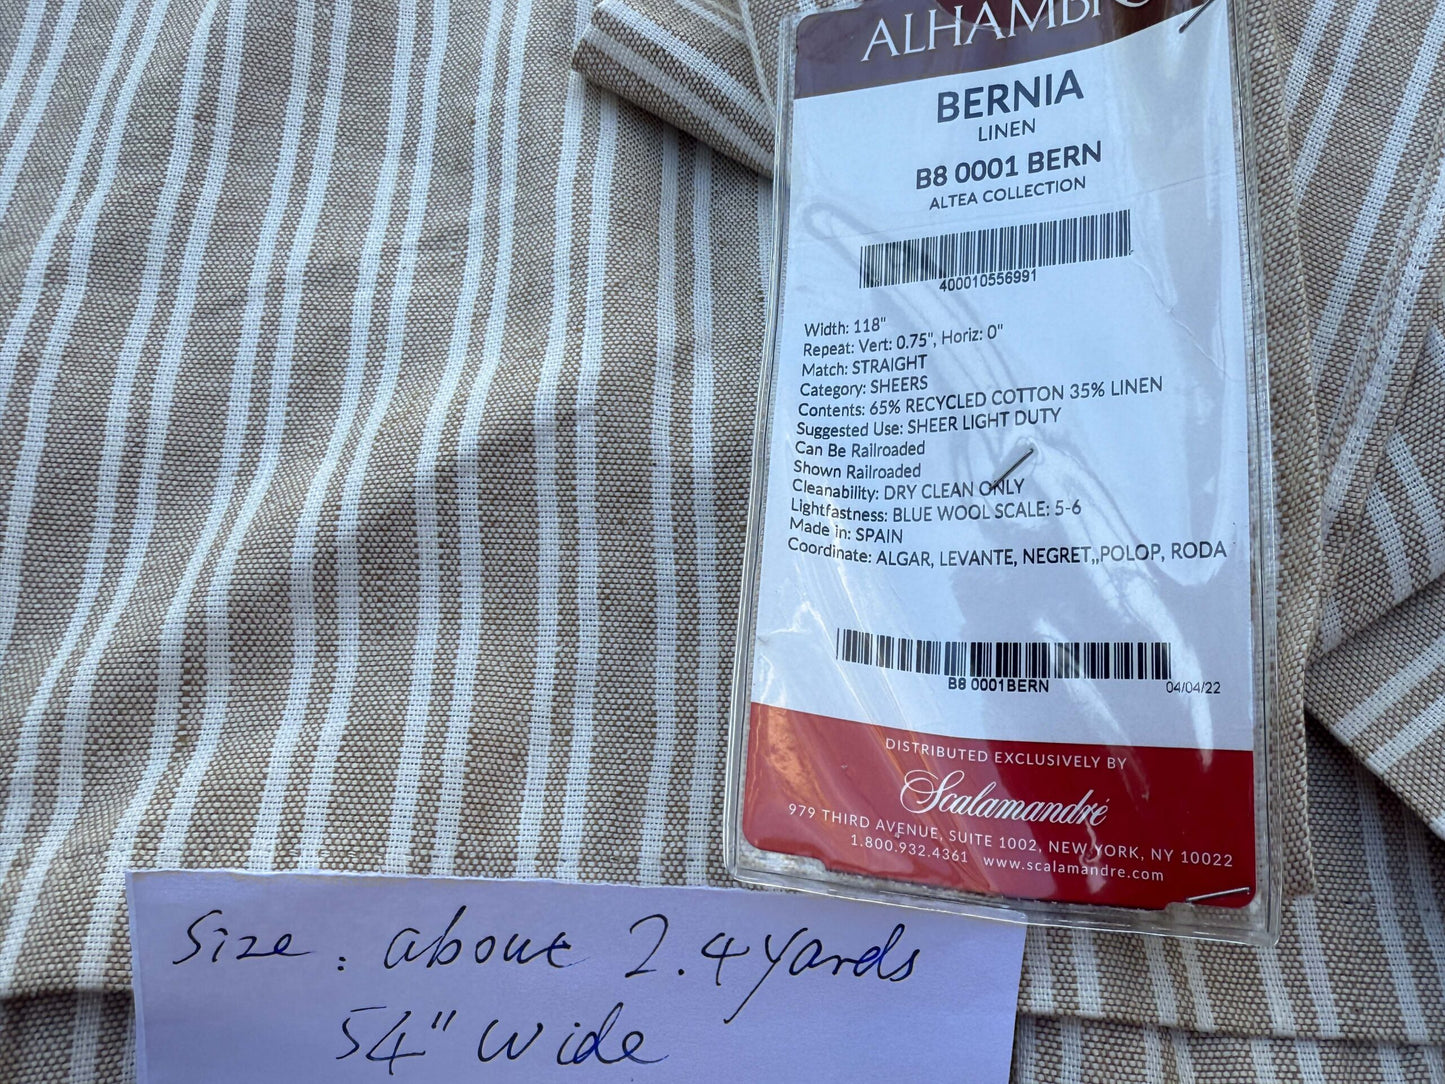 ALHAMBRA
BERNIA
LINEN
B8 0001 BERN
ALTEA COLLECTION
400010556991
Width: 118"
Repeat: Vert: 0.75", Horiz: 0"
Match: STRAIGHT
Category: SHEERS
Contents: 65% RECYCLED COTTON 35% LINEN
Suggested Use: SHEER LIGHT DUTY
Can Be Railroaded
Shown Railroaded
Cleanability: DRY CLEAN ONLY
Lightfastness: BLUE WOOL SCALE: 5-6
Made in: SPAIN
Coordinate: ALGAR, LEVANTE, NEGRET,,POLOP, RODA
B8 0001BERN 04/04/22
DISTRIBUTED EXCLUSIVELY BY
Scalamandré
979 THIRD AVENUE, SUITE 1002, NEW YORK, NY 10022
1.800.932.4361 www.scalamandre.com
Size: about 2.4 yards
54" wide